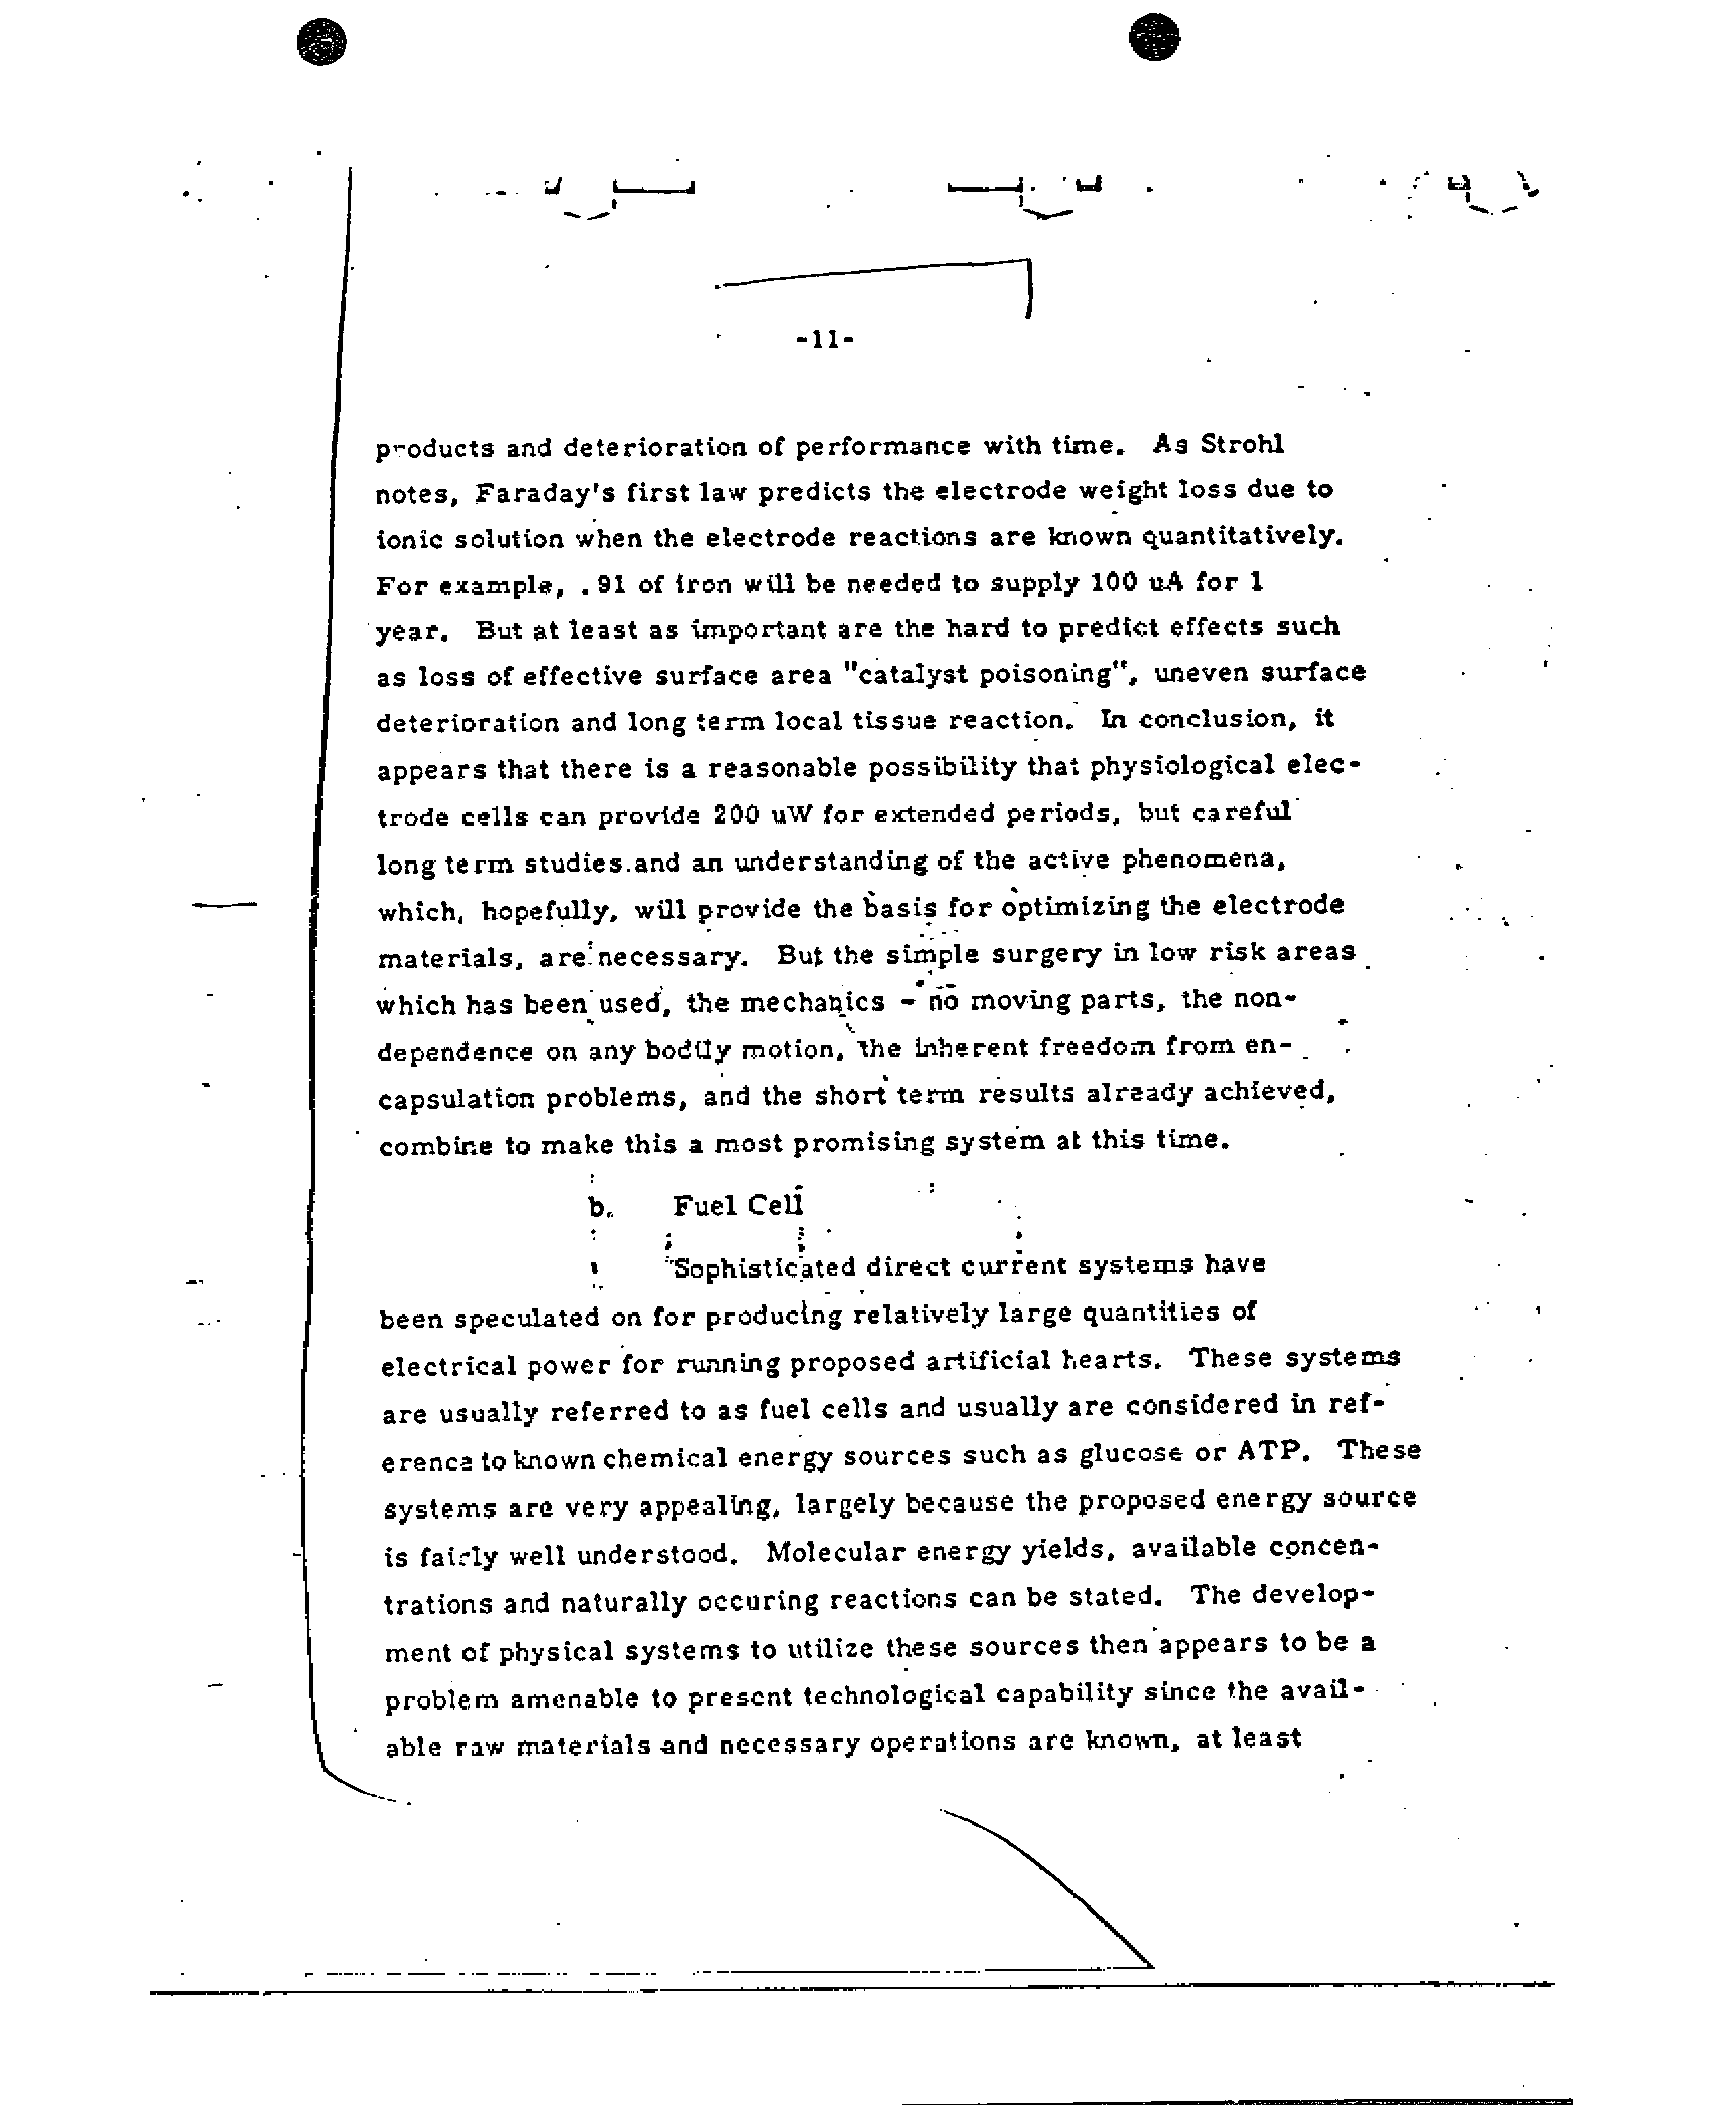 -11-
products and deterioration of performance with time. As Strohl
notes, Faraday's first law predicts the electrode weight loss due to
ionic solution when the electrode reactions are known quantitatively.
For example, .91 of iron will be needed to supply 100 uA for 1
year. But at least as important are the hard to predict effects such
as loss of effective surface area "catalyst poisoning", uneven surface
deterioration and long term local tissue reaction. In conclusion, it
appears that there is a reasonable possibility that physiological elec-
trode cells can provide 200 uW for extended periods, but careful
long term studies and an understanding of the active phenomena,
which, hopefully, will provide the basis for optimizing the electrode
materials, are necessary. But the simple surgery in low risk areas
which has been used, the mechanics - no moving parts, the non-
dependence on any bodily motion, the inherent freedom from en-
capsulation problems, and the short term results already achieved,
combine to make this a most promising system at this time.
b. Fuel Cell
Sophisticated direct current systems have
been speculated on for producing relatively large quantities of
electrical power for running proposed artificial hearts. These systems
are usually referred to as fuel cells and usually are considered in ref-
erence to known chemical energy sources such as glucose or ATP. These
systems are very appealing, largely because the proposed energy source
is fairly well understood. Molecular energy yields, available concen-
trations and naturally occuring reactions can be stated. The develop-
ment of physical systems to utilize these sources then appears to be a
problem amenable to present technological capability since the avail-
able raw materials and necessary operations are known, at least